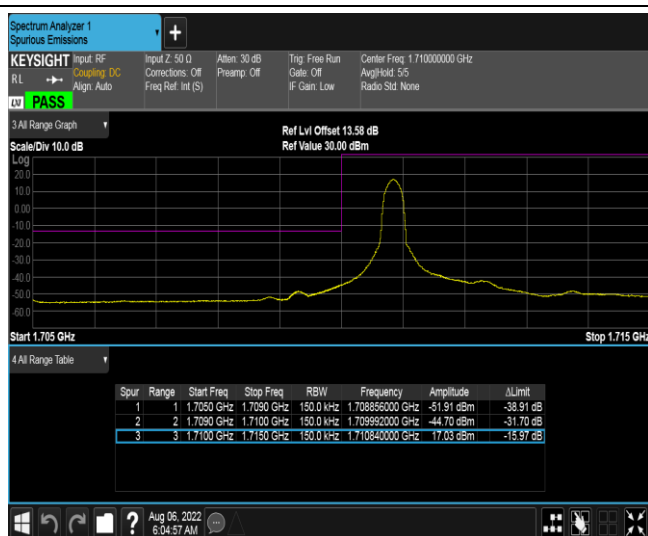 Spectrum Analyzer 1
Spurious Emissions
+
KEYSIGHT Input: RF Input Z: 50 Ω Atten: 30 dB Trig: Free Run Center Freq: 1.710000000 GHz
RL Coupling: DC Corrections: Off Preamp: Off Gate: Off Avg|Hold: 5/5
Align: Auto Freq Ref: Int (S) IF Gain: Low Radio Std: None
LXI PASS
3 All Range Graph
Ref Lvl Offset 13.58 dB
Scale/Div 10.0 dB Ref Value 30.00 dBm
Log
20.0
10.0
0.00
-10.0
-20.0
-30.0
-40.0
-50.0
-60.0
Start 1.705 GHz Stop 1.715 GHz
4 All Range Table
Spur Range Start Freq Stop Freq RBW Frequency Amplitude ΔLimit
1 1 1.7050 GHz 1.7090 GHz 150.0 kHz 1.708856000 GHz -51.91 dBm -38.91 dB
2 2 1.7090 GHz 1.7100 GHz 150.0 kHz 1.709992000 GHz -44.70 dBm -31.70 dB
3 3 1.7100 GHz 1.7150 GHz 150.0 kHz 1.710840000 GHz 17.03 dBm -15.97 dB
? Aug 06, 2022
6:04:57 AM